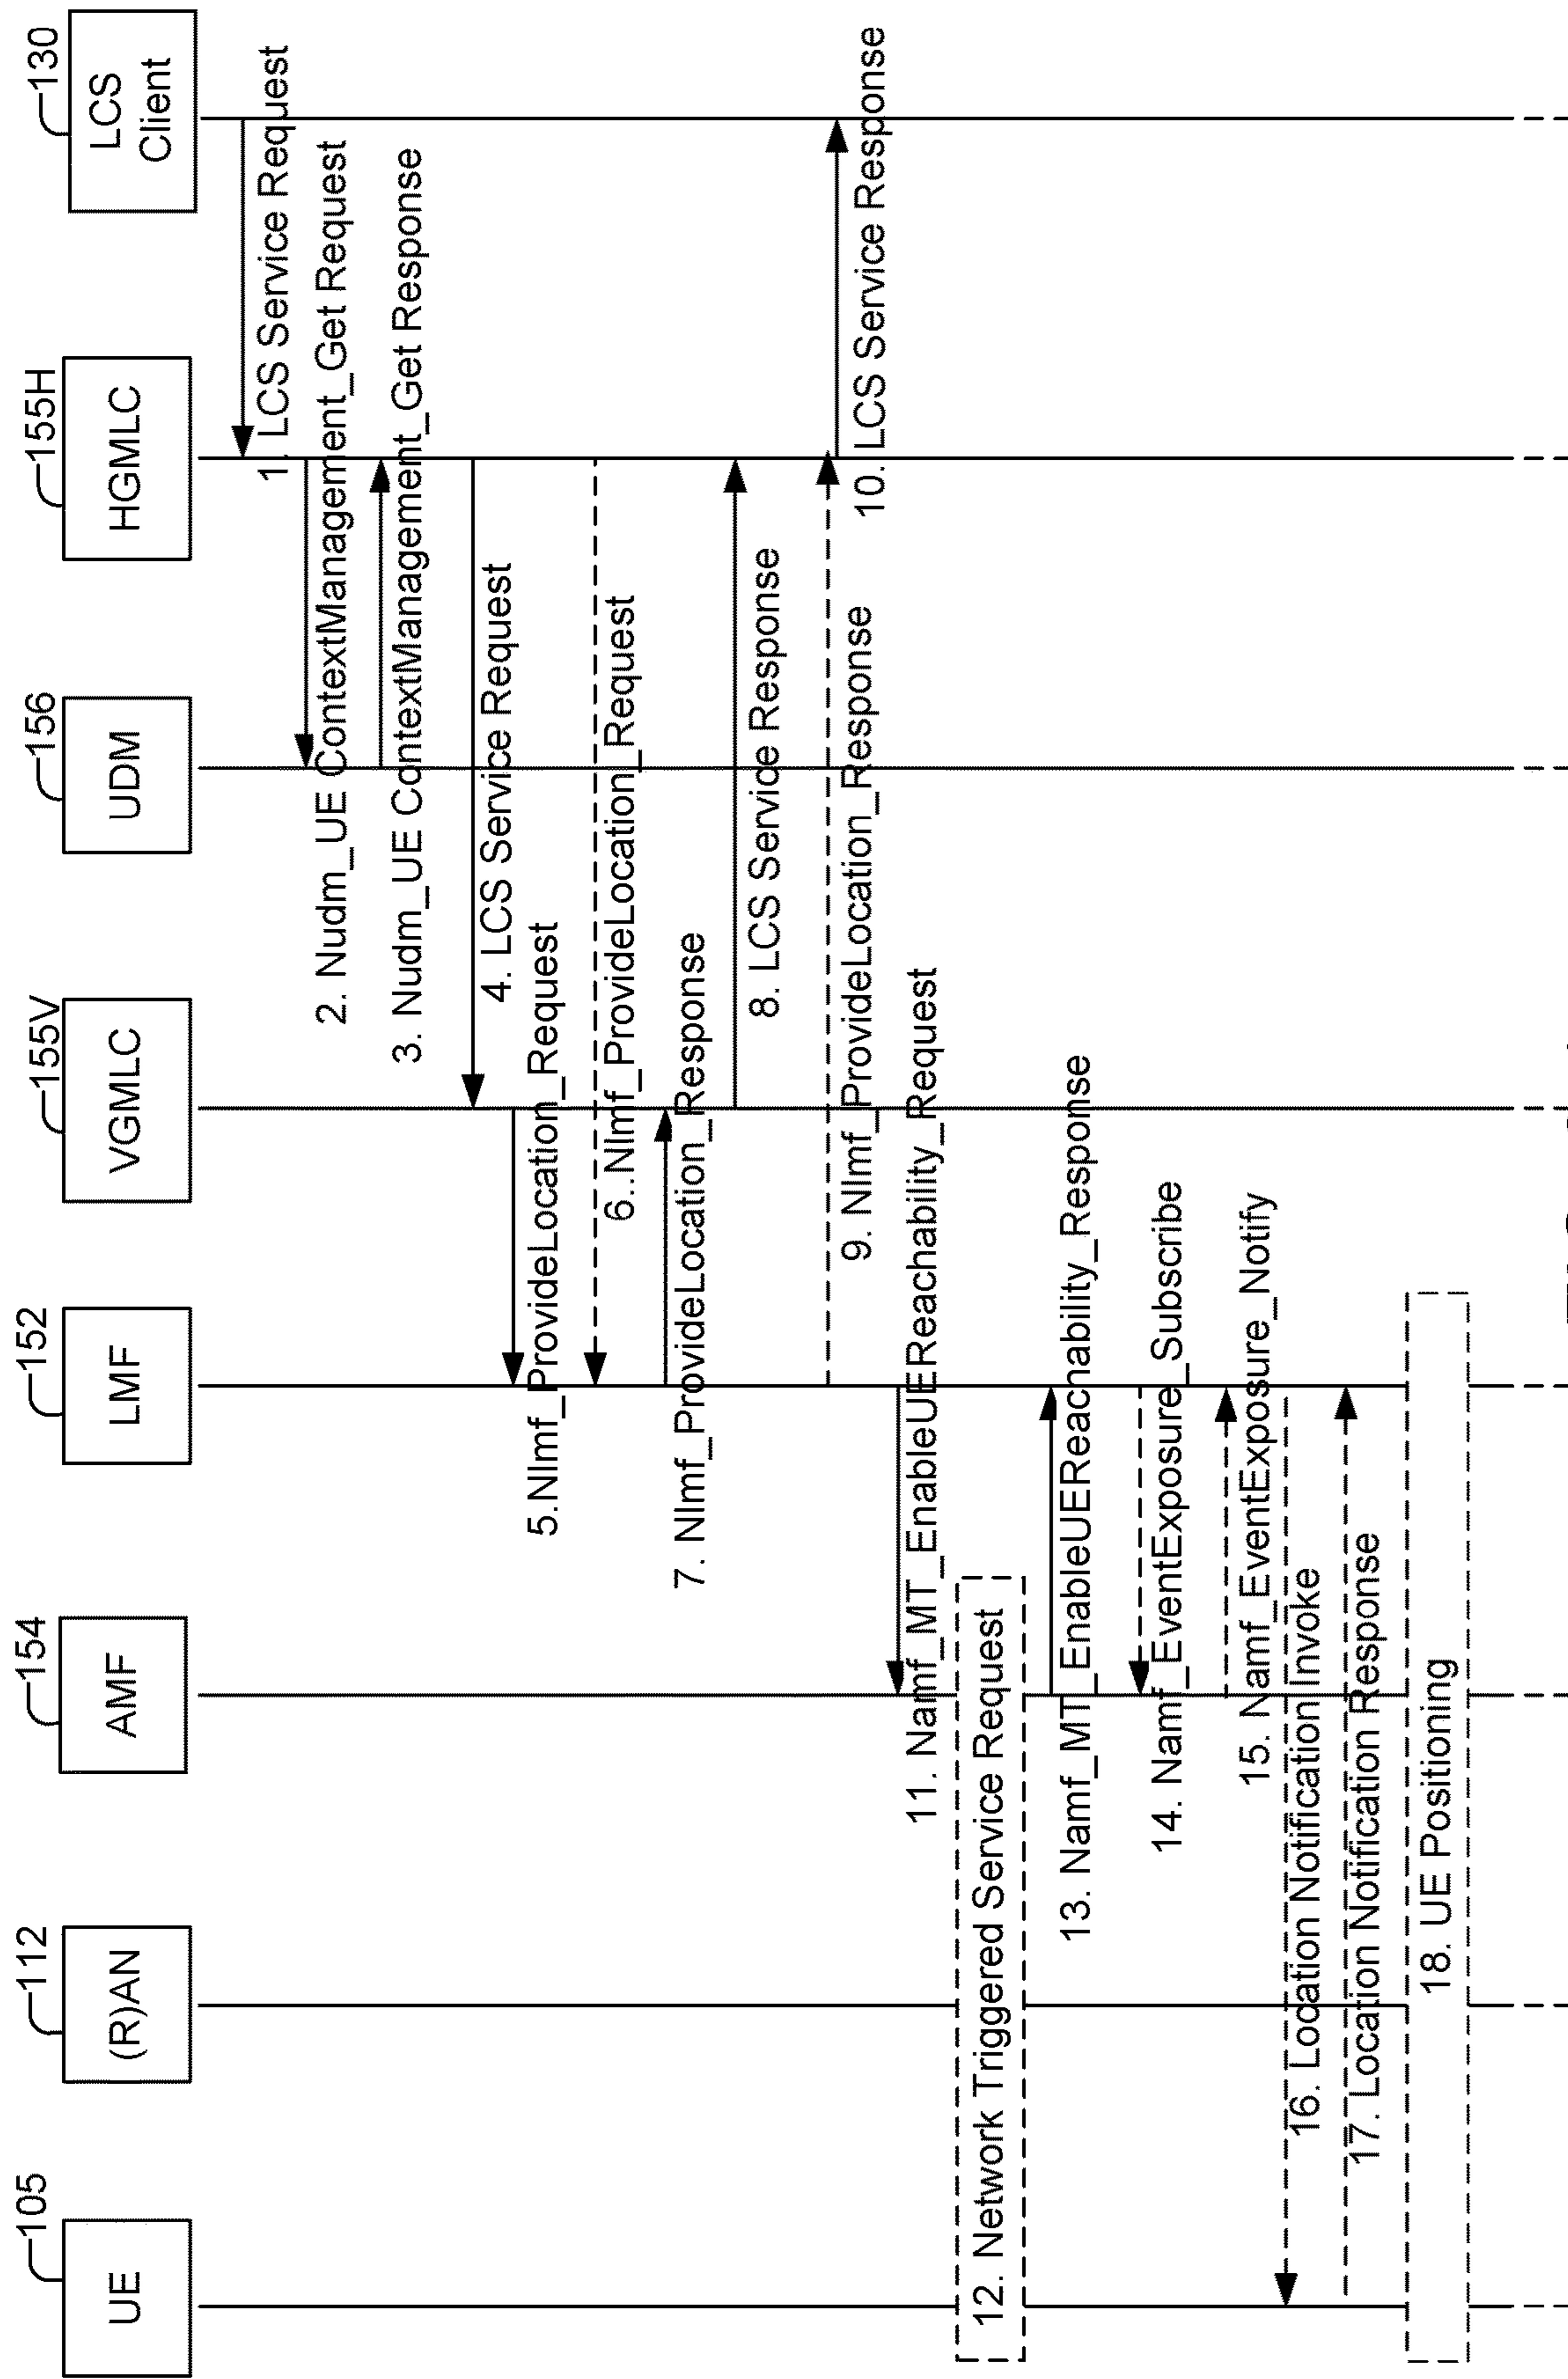 105
UE
112
(R)AN
154
AMF
152
LMF
155V
VGMLC
156
UDM
155H
HGMLC
130
LCS
Client
1. LCS Service Request
2. Nudm_UE ContextManagement_Get Request
3. Nudm_UE ContextManagement_Get Response
4. LCS Service Request
5.Nlmf_ProvideLocation_Request
6..Nlmf_ProvideLocation_Request
7. Nlmf_ProvideLocation_Response
8. LCS Service Response
9. Nlmf_ProvideLocation_Response
10. LCS Service Response
11. Namf_MT_EnableUEReachability_Request
12. Network Triggered Service Request
13. Namf_MT_EnableUEReachability_Response
14. Namf_EventExposure_Subscribe
15. Namf_EventExposure_Notify
16. Location Notification Invoke
17. Location Notification Response
18. UE Positioning